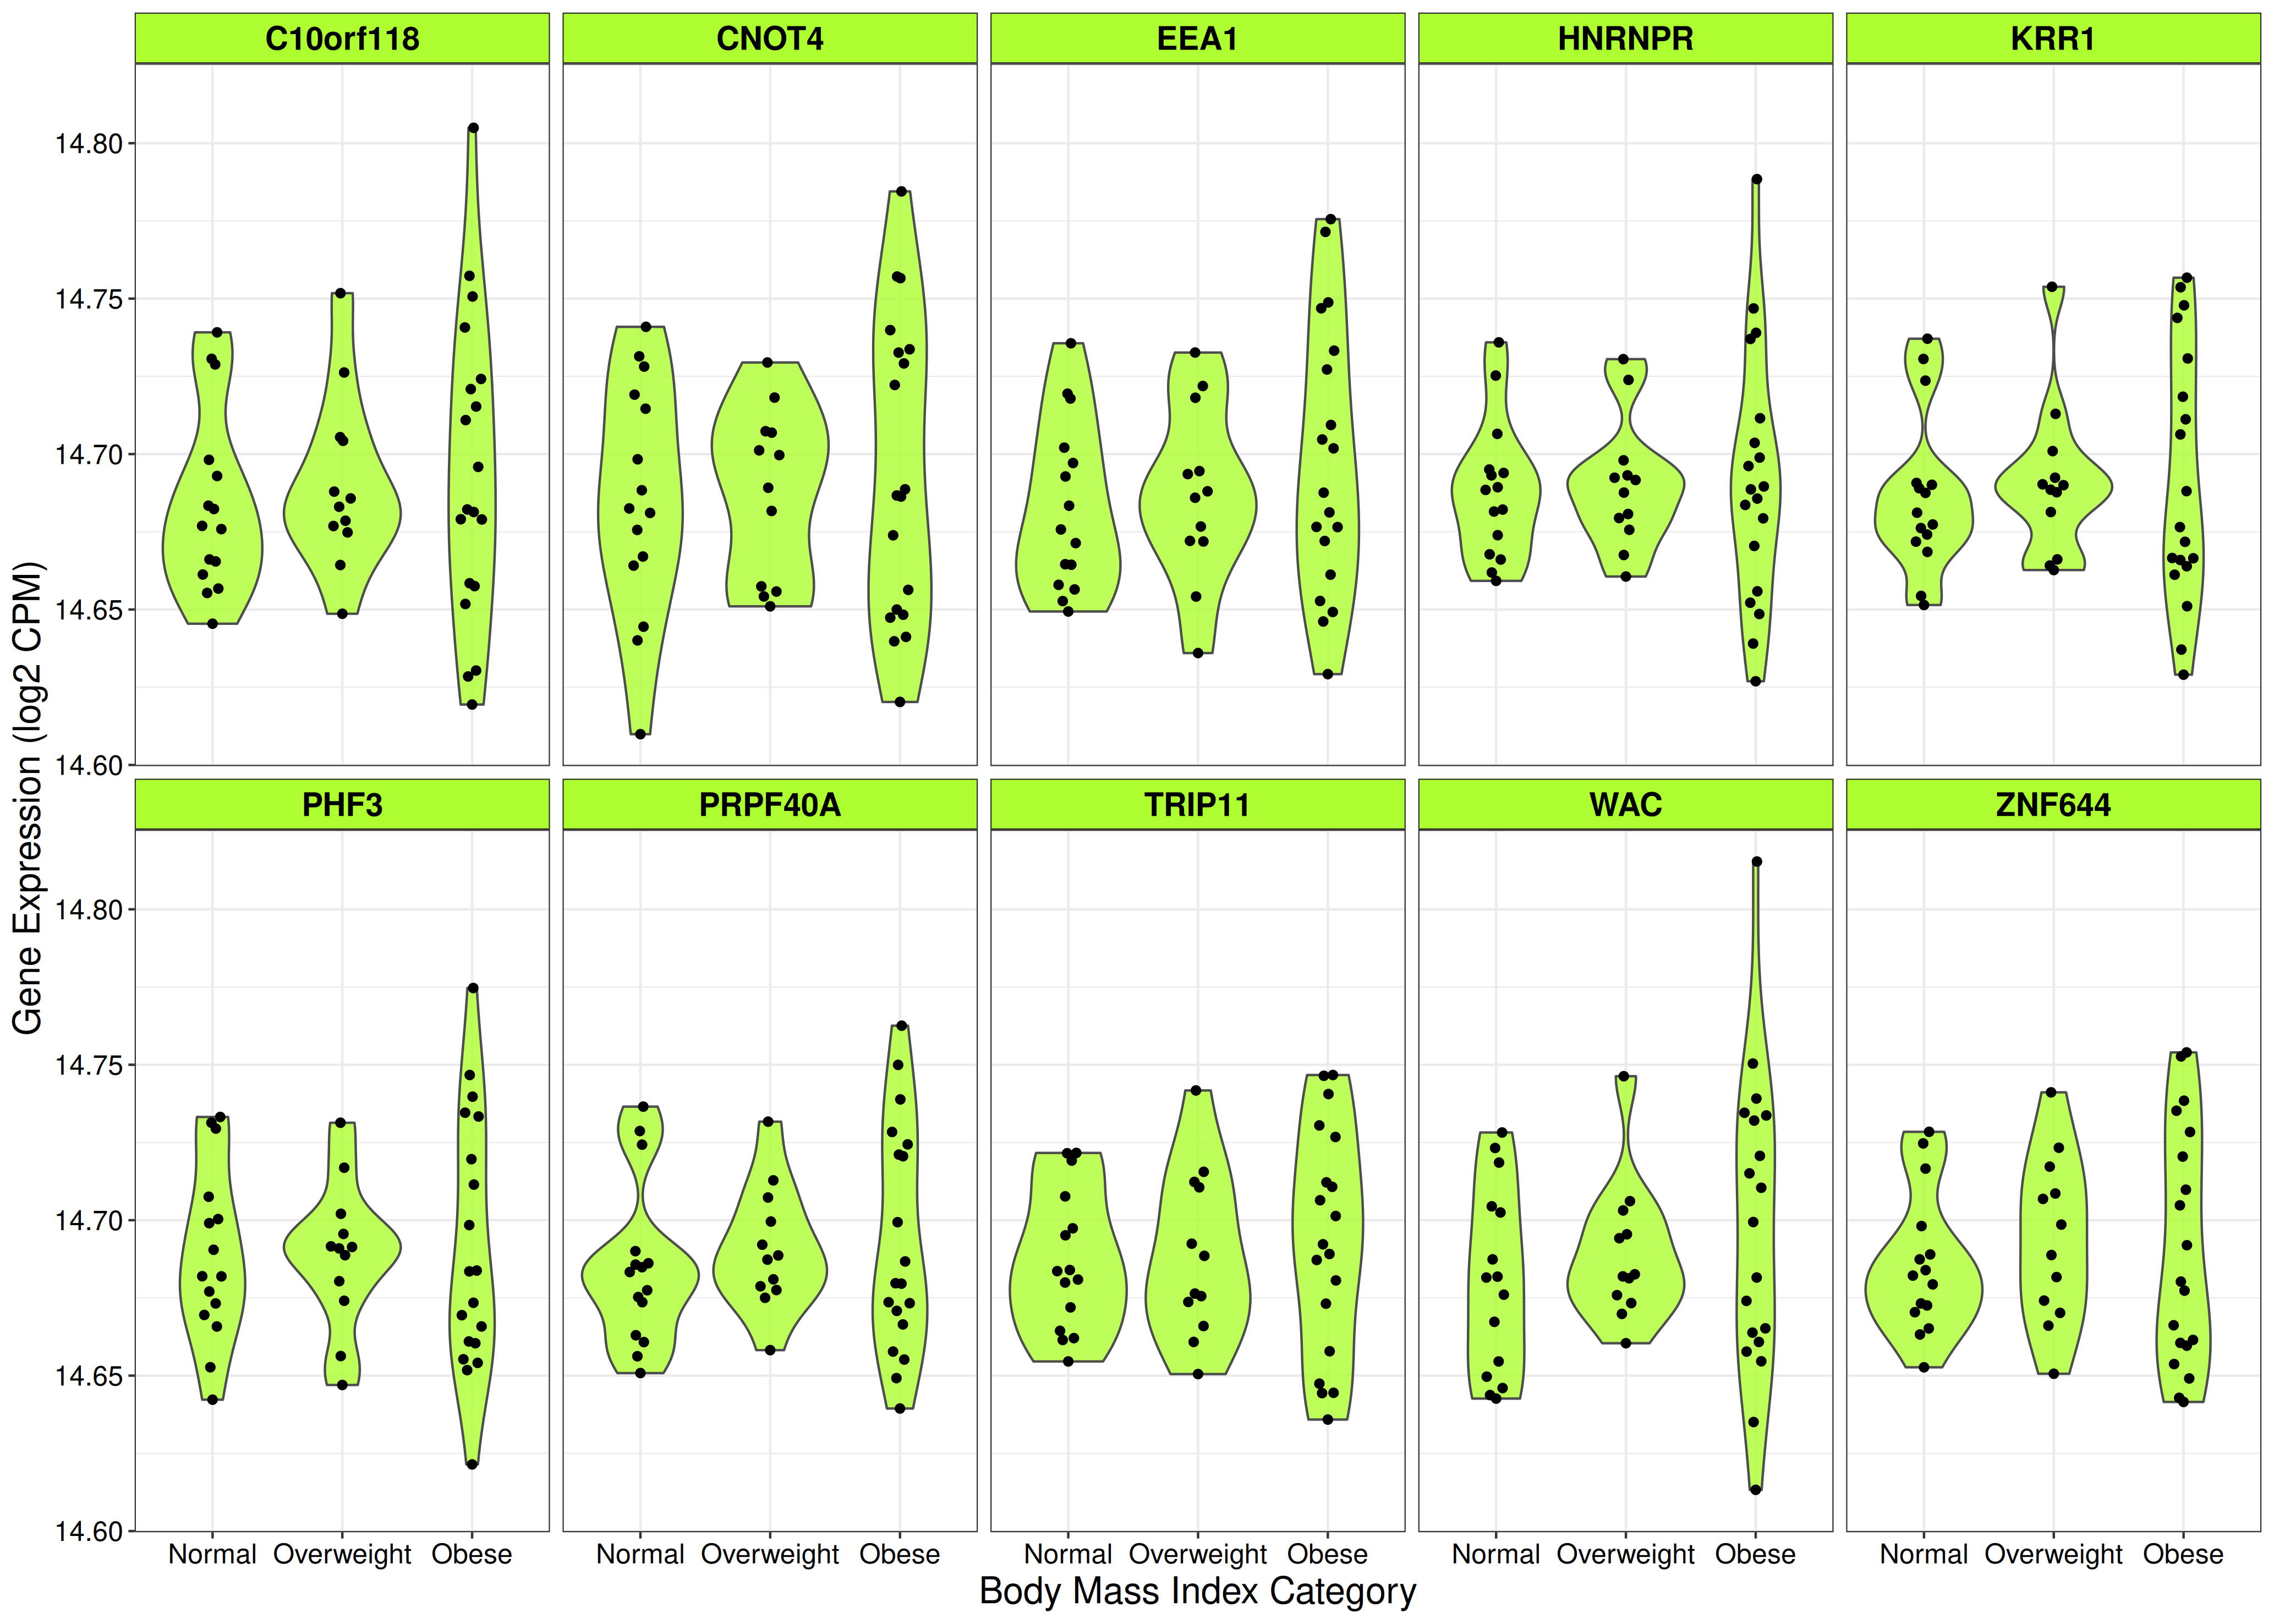 C10orf118 CNOT4 EEA1 HNRNPR KRR1
14.80
14.75
14.70
14.65
14.60
PHF3 PRPF40A TRIP11 WAC ZNF644
14.80
14.75
14.70
14.65
14.60
Gene Expression (log2 CPM)
Normal Overweight Obese Normal Overweight Obese Normal Overweight Obese Normal Overweight Obese Normal Overweight Obese
Body Mass Index Category